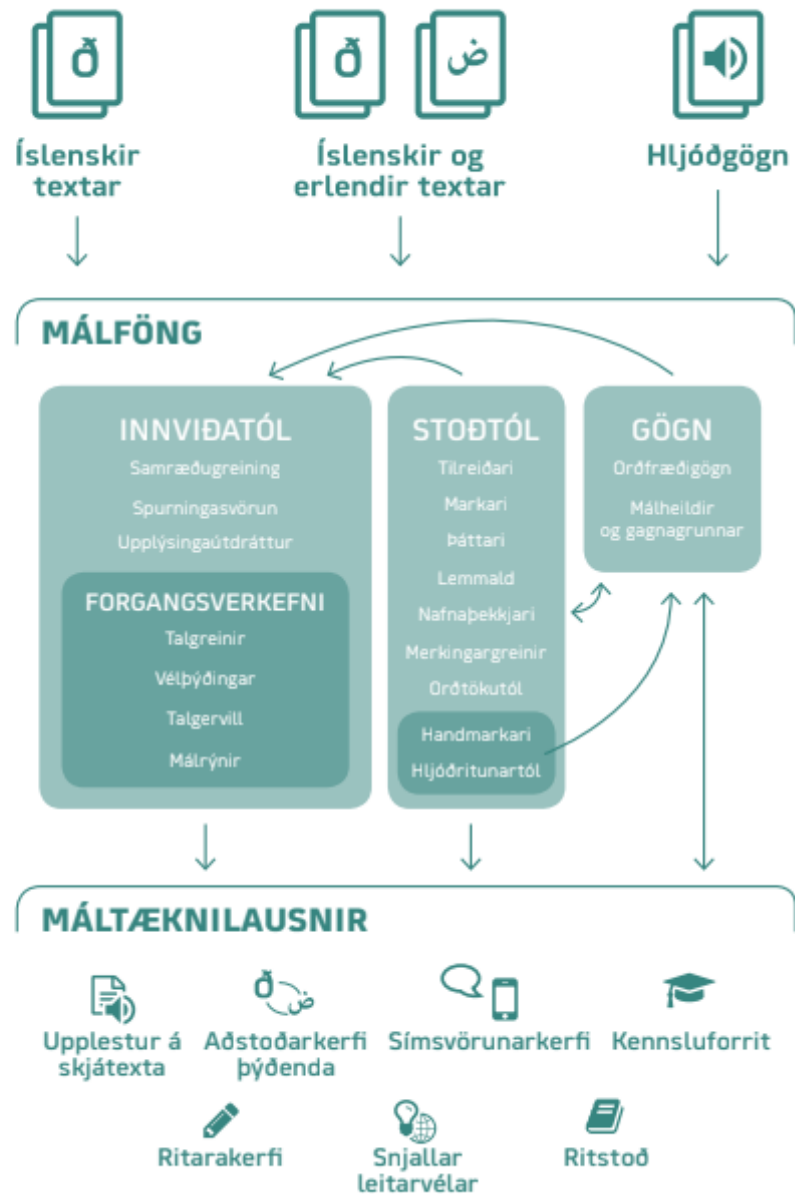 ð
ð
ض
Íslenskir
textar
Íslenskir og
erlendir textar
Hljóðgögn
MÁLFÖNG
INNVIÐATÓL
Samræðugreining
Spurningasvörun
Upplýsingaútdráttur
FORGANGSVERKEFNI
Talgreinir
Vélþýðingar
Talgervill
Málrýnir
STOÐTÓL
Tilreiðari
Markari
Þáttari
Lemmald
Nafnaþekkjari
Merkingargreinir
Orðtökutól
Handmarkari
Hljóðritunartól
GÖGN
Orðfræðigögn
Málheildir
og gagnagrunnar
MÁLTÆKNILAUSNIR
ð
ض
Upplestur á
skjátexta
Aðstoðarkerfi
þýðenda
Símsvörunarkerfi
Kennsluforrit
Ritarakerfi
Snjallar
leitarvélar
Ritstoð